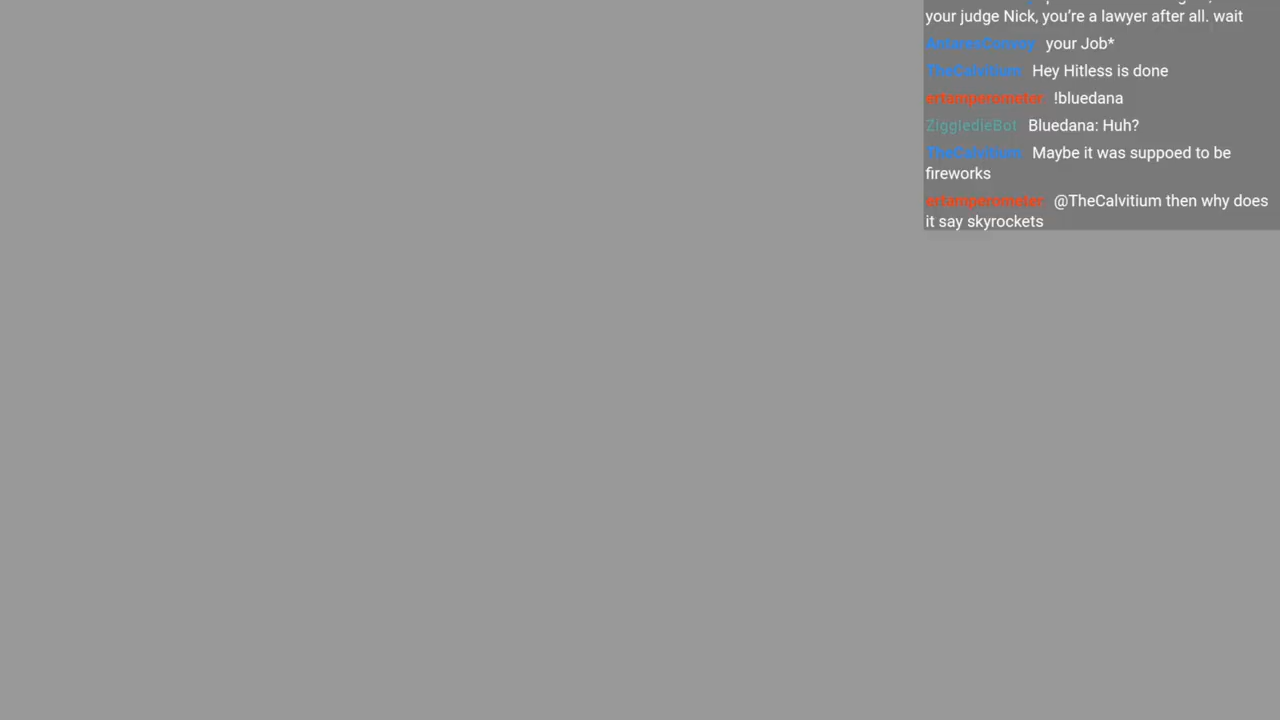 your judge Nick, you're a lawyer after all. wait
AntaresConvoy your Job*
TheCalvitium Hey Hitless is done
artamperometer !bluedana
ZiggledieBot Bluedana: Huh?
TheCalvitium Maybe it was suppoed to be
fireworks
artamperometer @TheCalvitium then why does
it say skyrockets